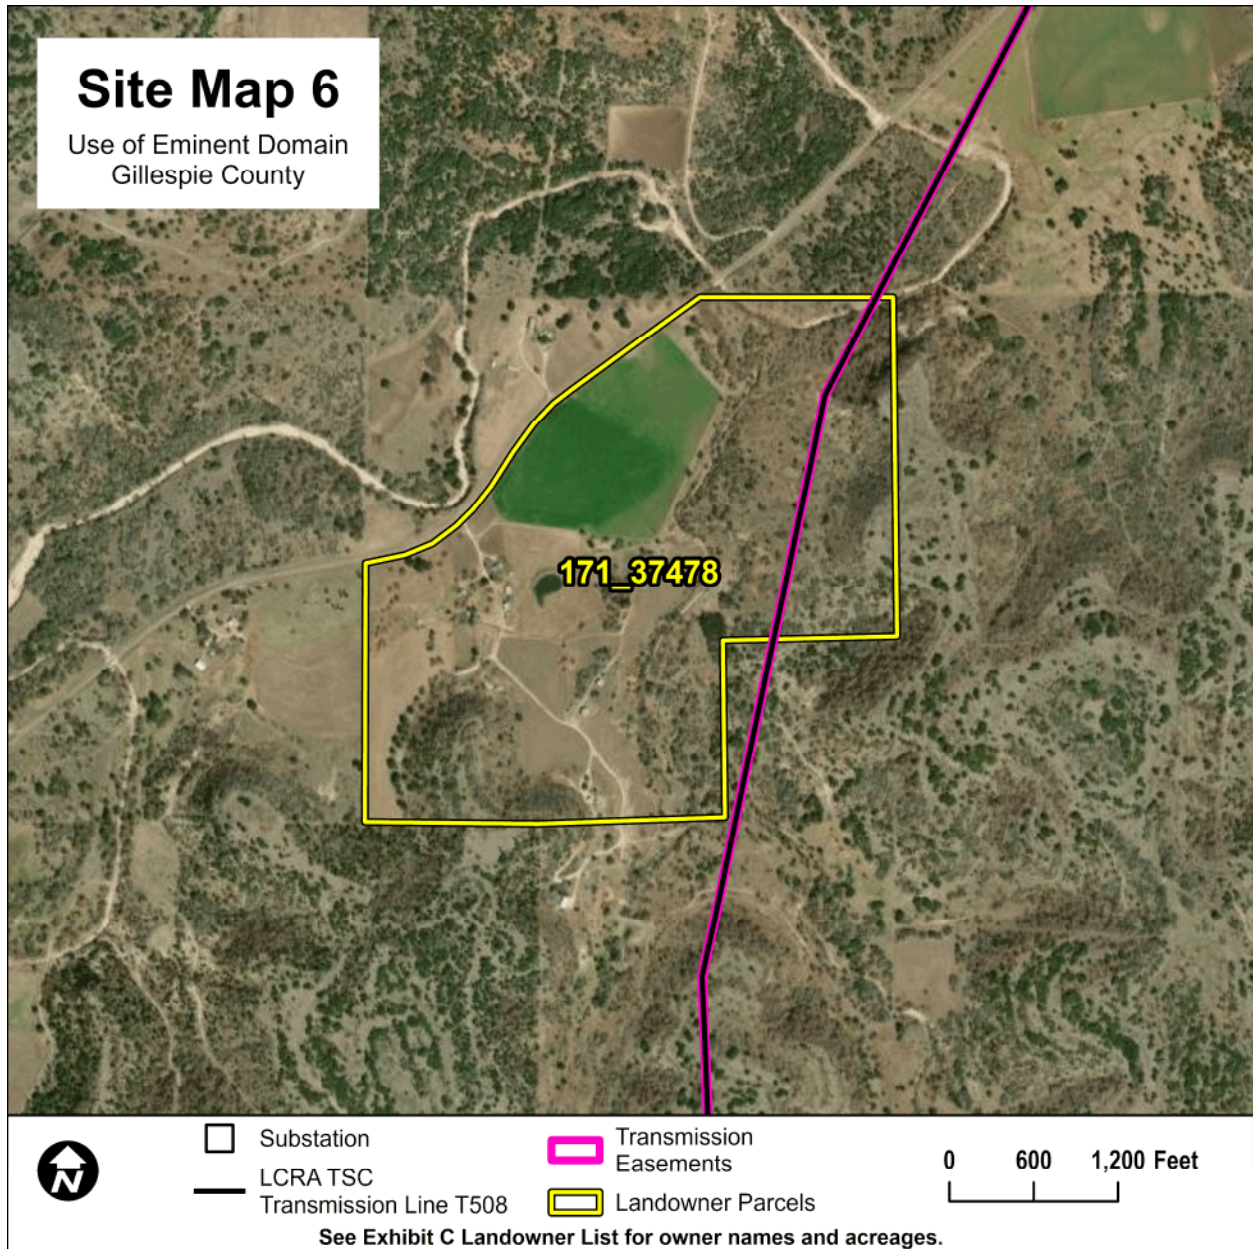 Site Map 6
Use of Eminent Domain
Gillespie County
171_37478
N
Substation
LCRA TSC
Transmission Line T508
Transmission
Easements
Landowner Parcels
0 600 1,200 Feet
See Exhibit C Landowner List for owner names and acreages.